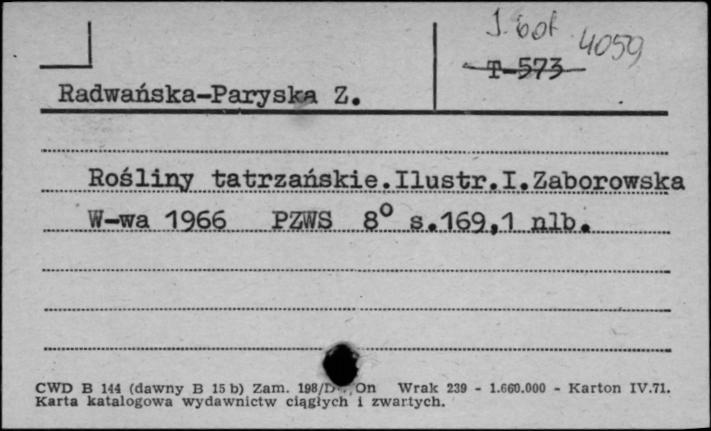 J. bot 4059
T-573
Radwańska-Paryska Z.
Rośliny tatrzańskie.Ilustr.I.Zaborowska
W-wa 1966 PZWS 8° s.169,1 nlb.
CWD B 144 (dawny B 15 b) Zam. 198/D On Wrak 239 - 1.660.000 - Karton IV.71.
Karta katalogowa wydawnictw ciągłych i zwartych.